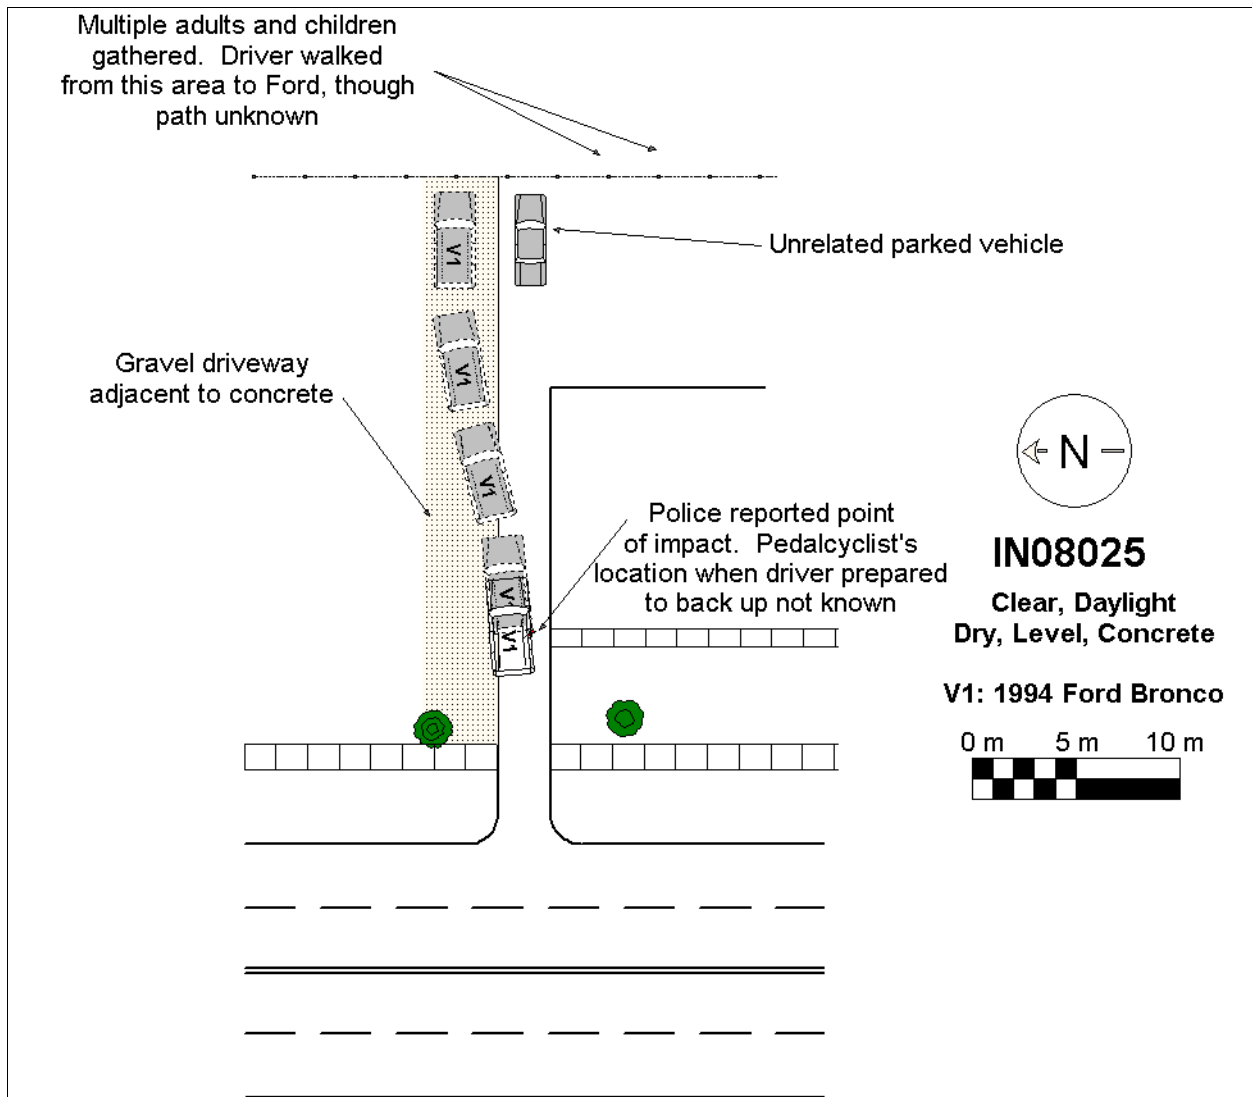 Multiple adults and children
gathered.  Driver walked
from this area to Ford, though
path unknown
V1
Unrelated parked vehicle
Gravel driveway
adjacent to concrete
V1
V1
Police reported point
of impact.  Pedalcyclist's
location when driver prepared
to back up not known
V1
V1
N
IN08025
Clear, Daylight
Dry, Level, Concrete
V1: 1994 Ford Bronco
0 m 5 m 10 m